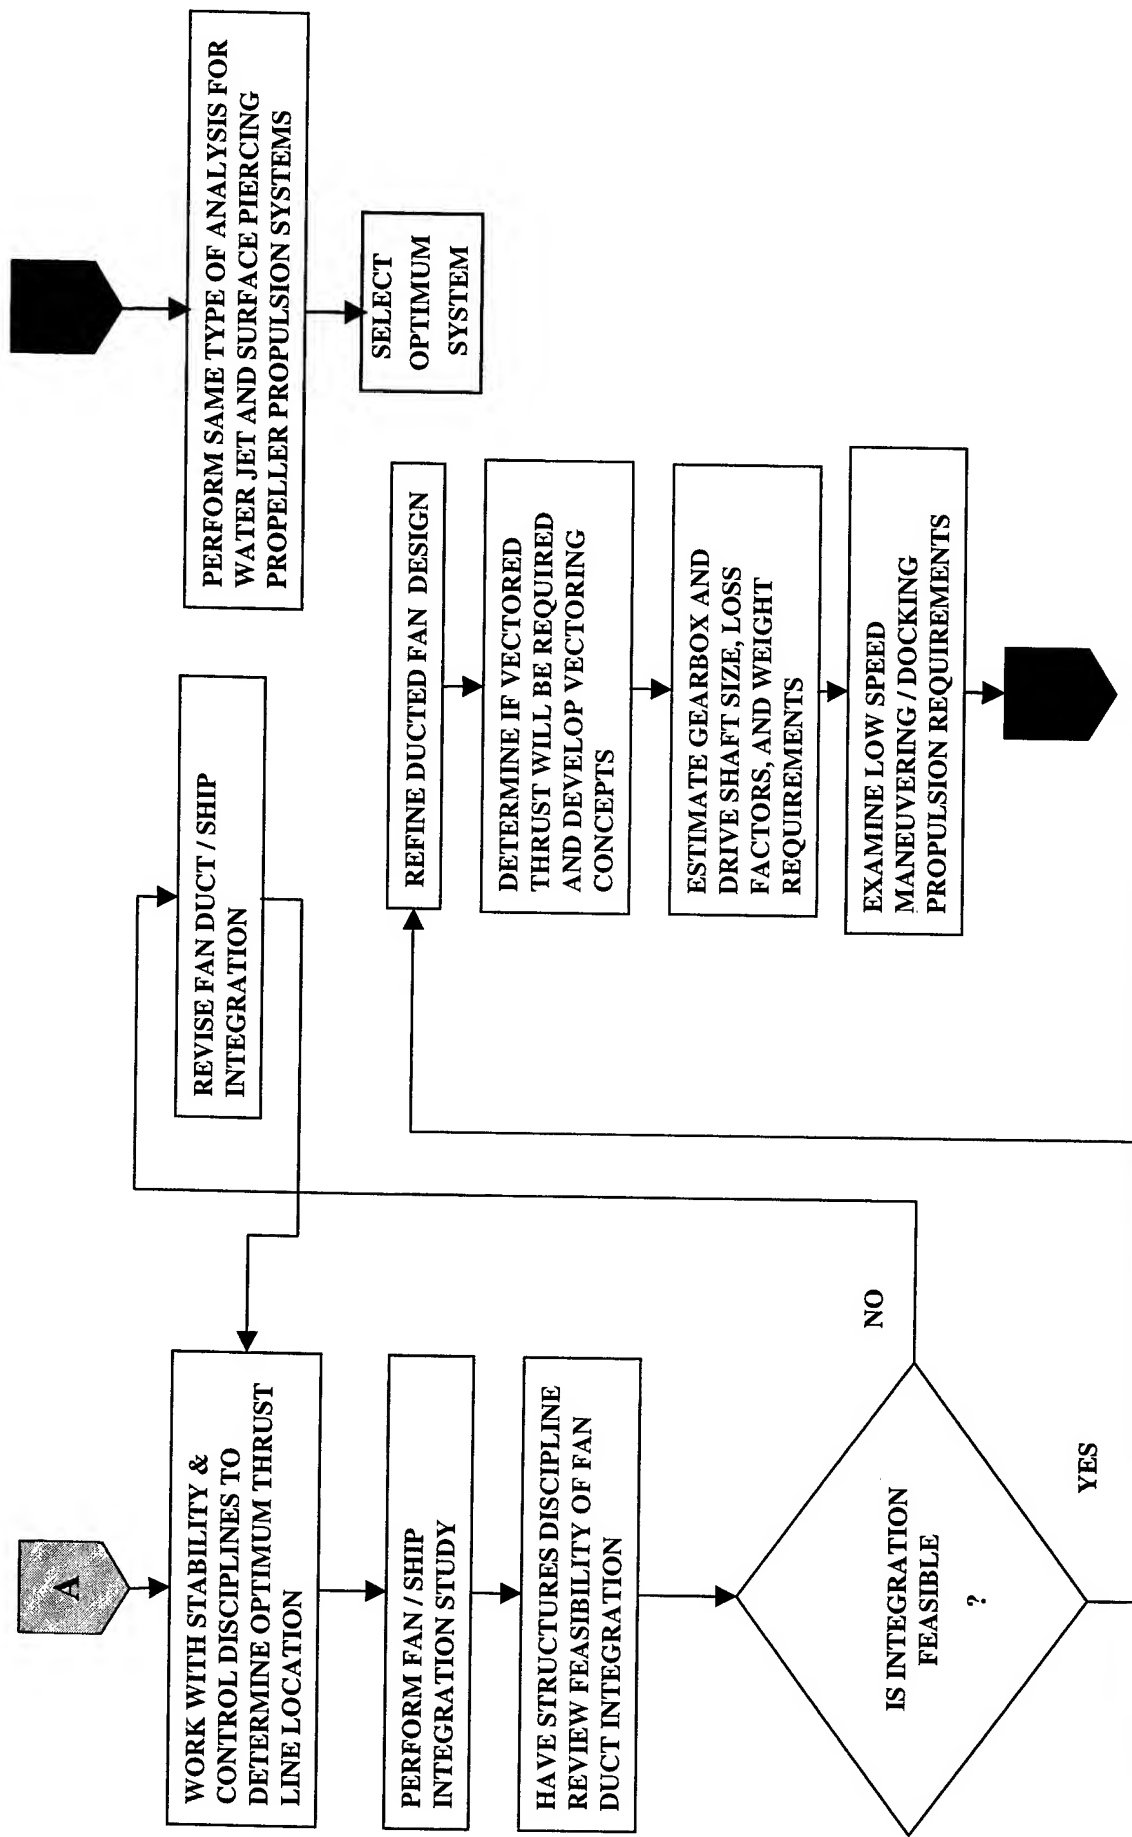 A
WORK WITH STABILITY &
CONTROL DISCIPLINES TO
DETERMINE OPTIMUM THRUST
LINE LOCATION
PERFORM FAN / SHIP
INTEGRATION STUDY
HAVE STRUCTURES DISCIPLINE
REVIEW FEASIBILITY OF FAN
DUCT INTEGRATION
IS INTEGRATION
FEASIBLE
?
NO
YES
REVISE FAN DUCT / SHIP
INTEGRATION
REFINE DUCTED FAN DESIGN
DETERMINE IF VECTORED
THRUST WILL BE REQUIRED
AND DEVELOP VECTORING
CONCEPTS
ESTIMATE GEARBOX AND
DRIVE SHAFT SIZE, LOSS
FACTORS, AND WEIGHT
REQUIREMENTS
EXAMINE LOW SPEED
MANEUVERING / DOCKING
PROPULSION REQUIREMENTS
PERFORM SAME TYPE OF ANALYSIS FOR
WATER JET AND SURFACE PIERCING
PROPELLER PROPULSION SYSTEMS
SELECT
OPTIMUM
SYSTEM